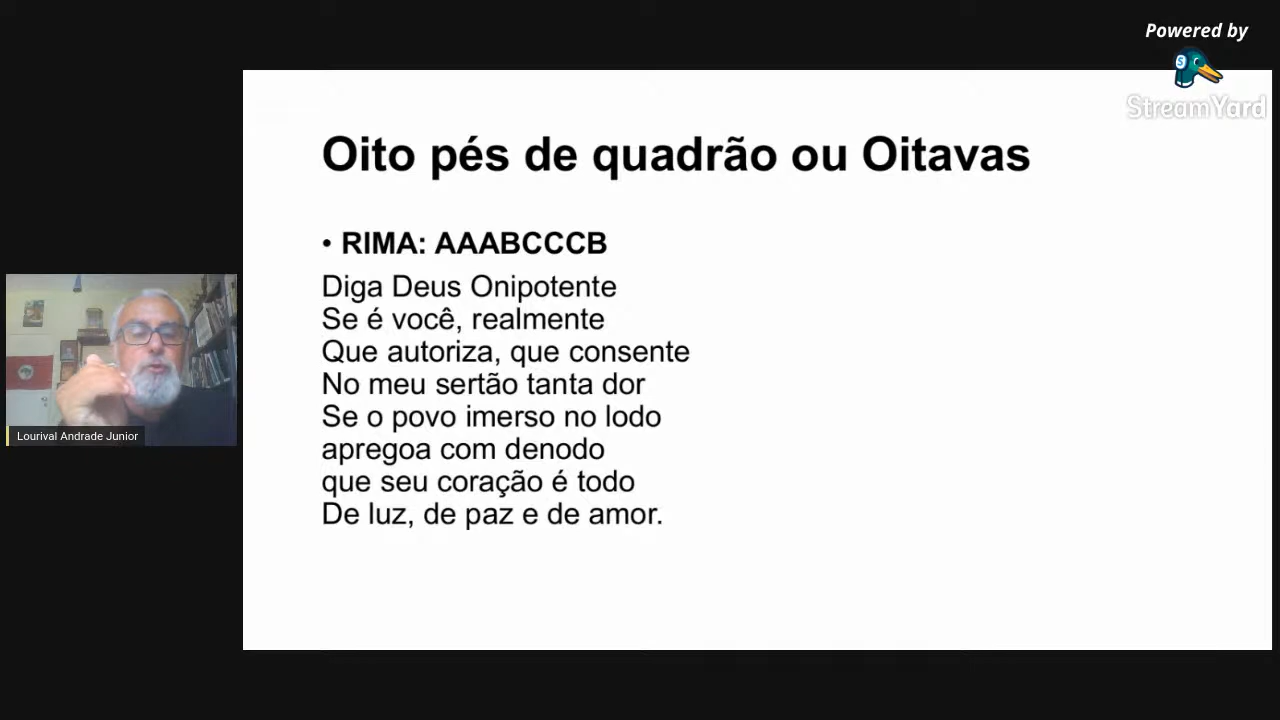 Powered by
StreamYard
Oito pés de quadrão ou Oitavas
• RIMA: AAABCCCB
Diga Deus Onipotente
Se é você, realmente
Que autoriza, que consente
No meu sertão tanta dor
Se o povo imerso no lodo
apregoa com denodo
que seu coração é todo
De luz, de paz e de amor.
Lourival Andrade Junior